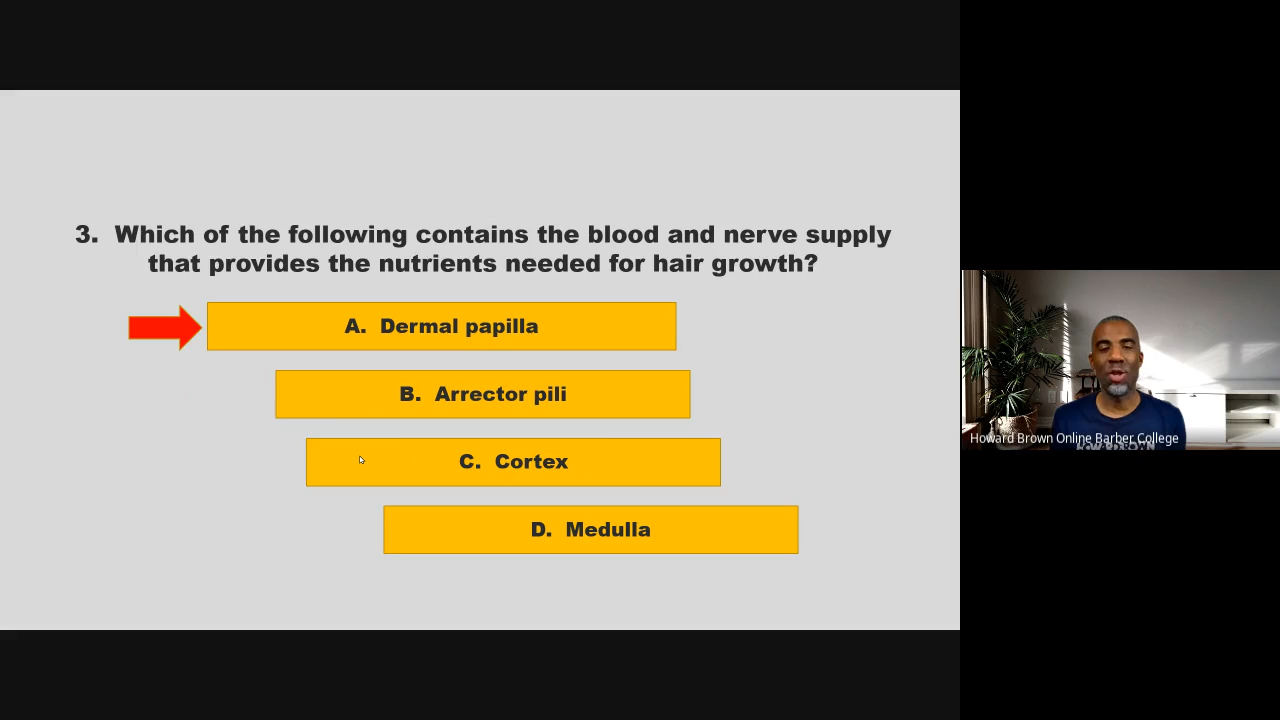 3. Which of the following contains the blood and nerve supply
that provides the nutrients needed for hair growth?
A. Dermal papilla
B. Arrector pili
C. Cortex
D. Medulla
Howard Brown Online Barber College